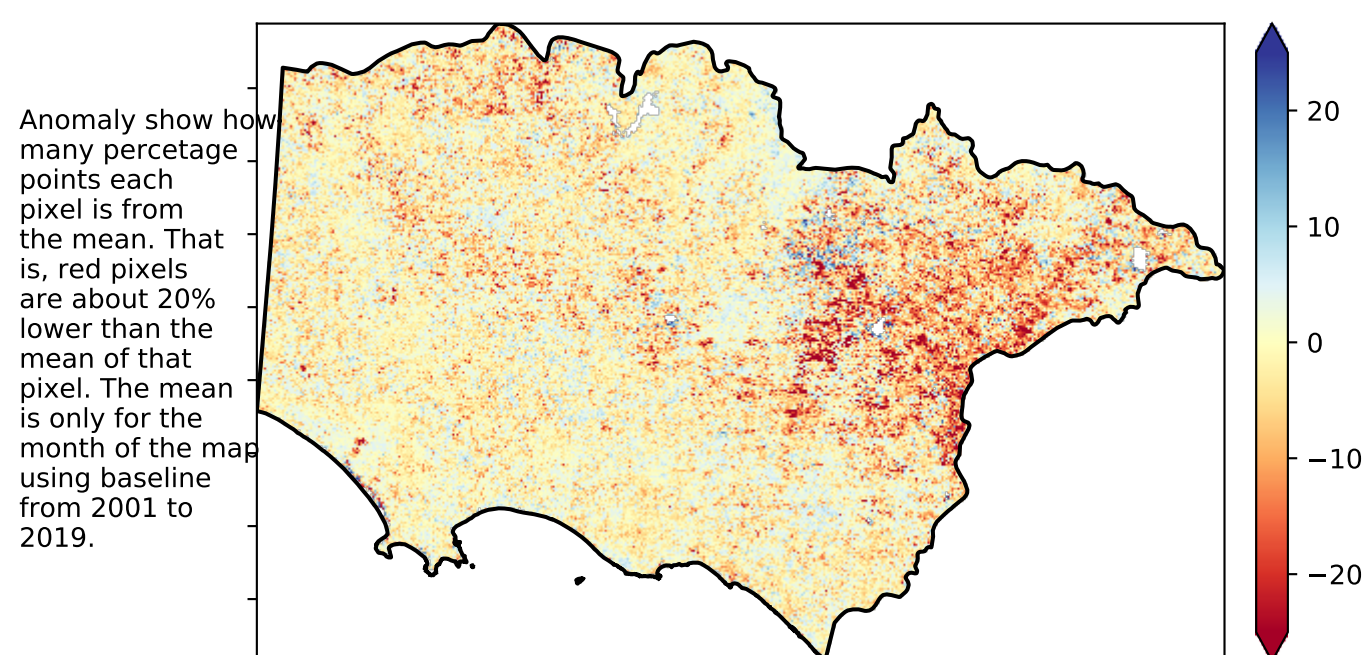 Anomaly show how
many percetage
points each
pixel is from
the mean. That
is, red pixels
are about 20%
lower than the
mean of that
pixel. The mean
is only for the
month of the map
using baseline
from 2001 to
2019.
20
10
0
−10
−20